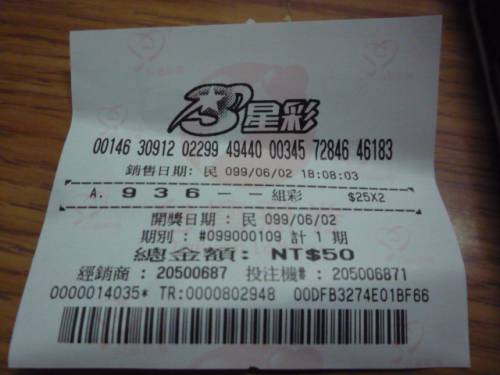 3星彩
00146 30912 02299 49440 00345 72846 46183
銷售日期: 民 099/06/02 18:08:03
A. 9 3 6 - - 組彩 $25X2
開獎日期 : 民 099/06/02
期別 : #099000109 計 1 期
總金額: NT$50
經銷商 : 20500687 投注機# : 205006871
0000014035* TR:0000802948 00DFB3274E01BF66